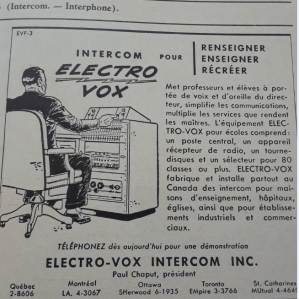 (Intercom. — Interphone).
EVF-3
INTERCOM POUR
ELECTRO
VOX
RENSEIGNER
ENSEIGNER
RÉCRÉER
Met professeurs et élèves à por-
tée de voix et d'oreille du direc-
teur, simplifie les communications,
multiplie les services que rendent
les maîtres. L'équipement ELEC-
TRO-VOX pour écoles comprend:
un poste central, un appareil
récepteur de radio, un tourne-
disques et un sélecteur pour 80
classes ou plus. ELECTRO-VOX
fabrique et installe partout au
Canada des intercom pour mai-
sons d'enseignement, hôpitaux,
églises, ainsi que pour établisse-
ments industriels et commer-
ciaux.
TÉLÉPHONEZ dès aujourd'hui pour une démonstration
ELECTRO-VOX INTERCOM INC.
Paul Chaput, président
Québec Montréal Ottawa Toronto St. Catharines
2-8606 LA. 4-3067 SHerwood 6-1935 EMpire 3-3766 MUtual 4-464